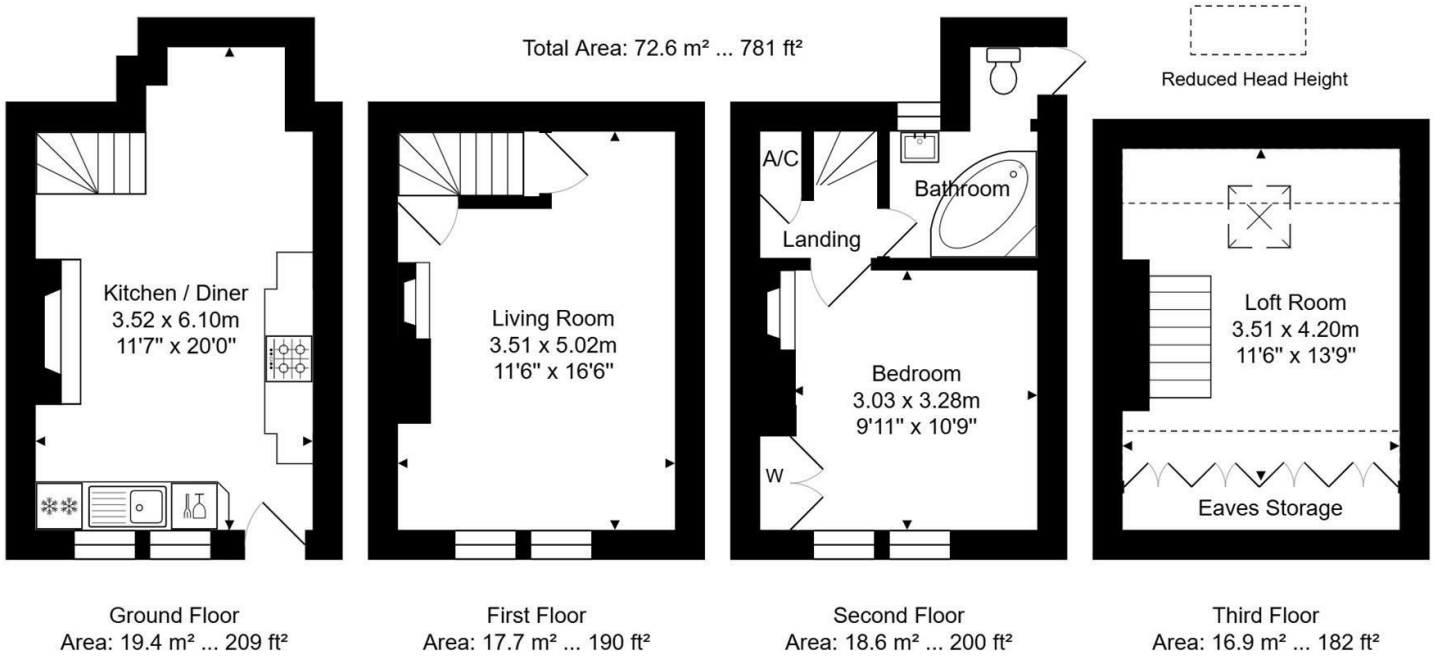 Total Area: 72.6 m² ... 781 ft²
Reduced Head Height
Kitchen / Diner
3.52 x 6.10m
11'7" x 20'0"
Living Room
3.51 x 5.02m
11'6" x 16'6"
A/C
Bathroom
Landing
Bedroom
3.03 x 3.28m
9'11" x 10'9"
W
Loft Room
3.51 x 4.20m
11'6" x 13'9"
Eaves Storage
Ground Floor
Area: 19.4 m² ... 209 ft²
First Floor
Area: 17.7 m² ... 190 ft²
Second Floor
Area: 18.6 m² ... 200 ft²
Third Floor
Area: 16.9 m² ... 182 ft²